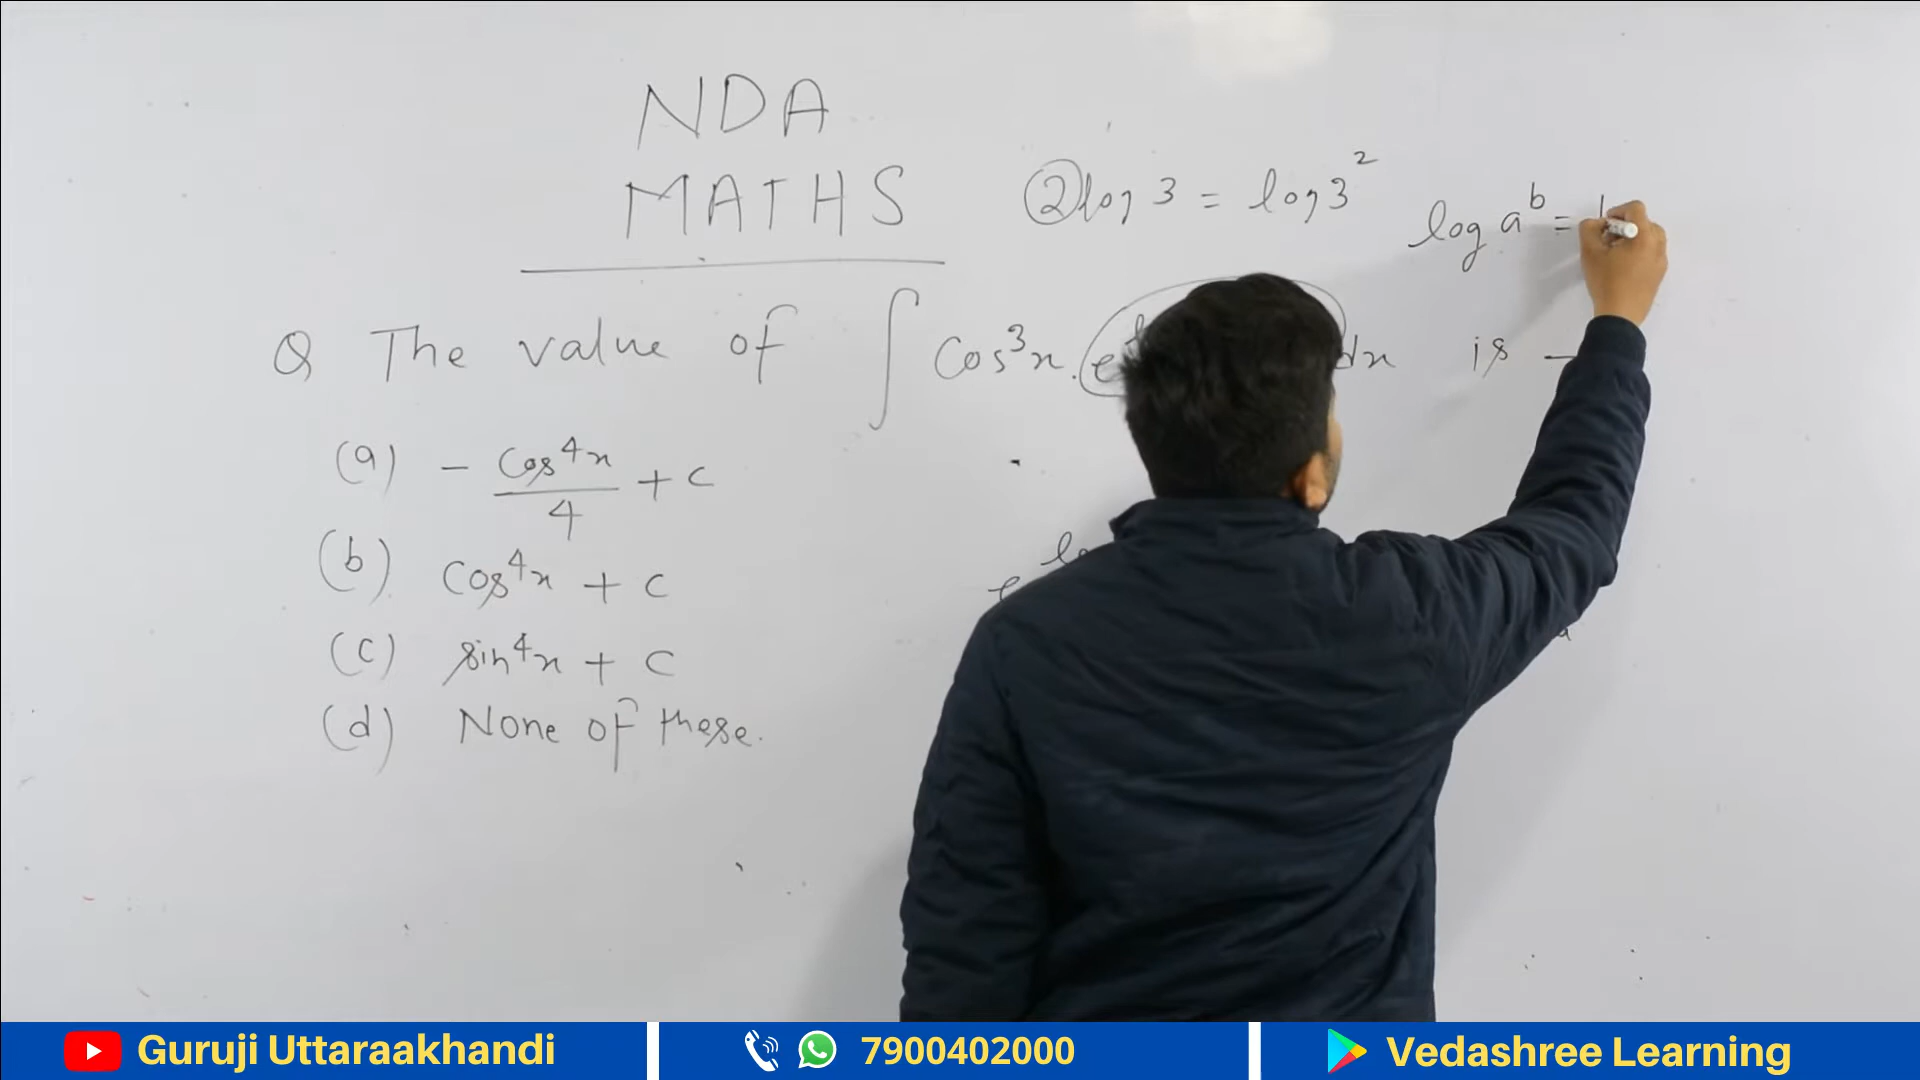 NDA
MATHS
②log 3 = log 3²
log aᵇ =
Q The value of ∫ Cos³x . e dx is –
(a) – Cos⁴x / 4 + c
(b) Cos⁴x + c
(c) sin⁴x + c
(d) None of these.
e
Guruji Uttaraakhandi
7900402000
Vedashree Learning